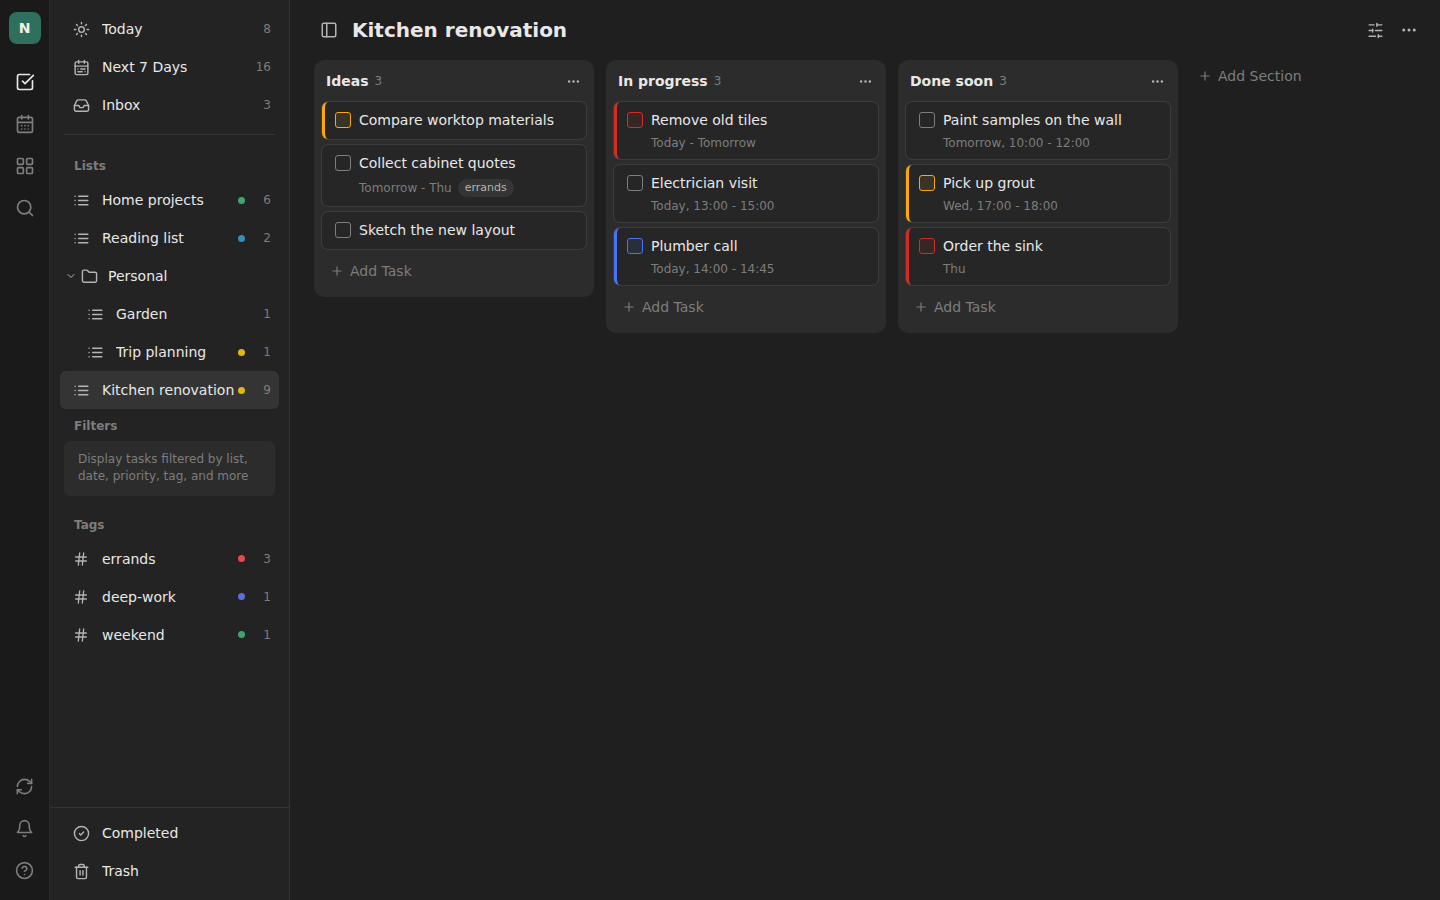 N
Today 8
Next 7 Days 16
Inbox 3
Lists
Home projects 6
Reading list 2
Personal
Garden 1
Trip planning 1
Kitchen renovation 9
Filters
Display tasks filtered by list,
date, priority, tag, and more
Tags
errands 3
deep-work 1
weekend 1
Completed
Trash
Kitchen renovation
Ideas 3
Compare worktop materials
Collect cabinet quotes
Tomorrow - Thu errands
Sketch the new layout
Add Task
In progress 3
Remove old tiles
Today - Tomorrow
Electrician visit
Today, 13:00 - 15:00
Plumber call
Today, 14:00 - 14:45
Add Task
Done soon 3
Paint samples on the wall
Tomorrow, 10:00 - 12:00
Pick up grout
Wed, 17:00 - 18:00
Order the sink
Thu
Add Task
Add Section